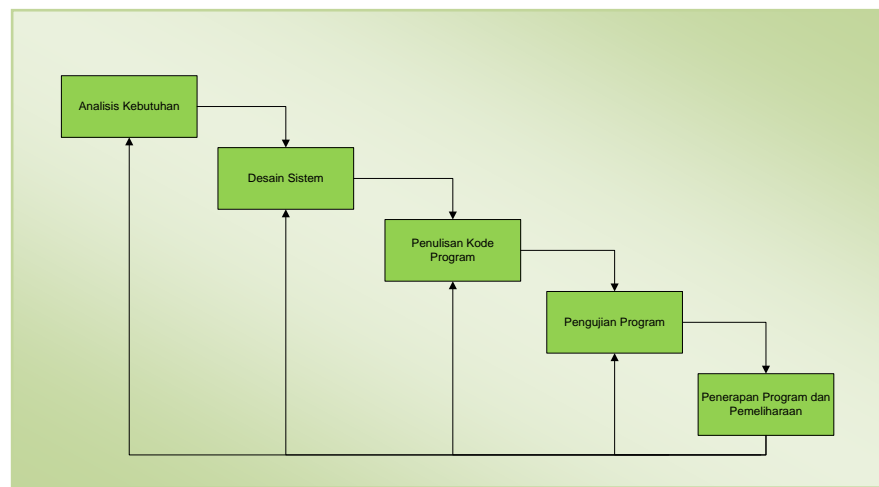 Analisis Kebutuhan
Desain Sistem
Penulisan Kode
Program
Pengujian Program
Penerapan Program dan
Pemeliharaan